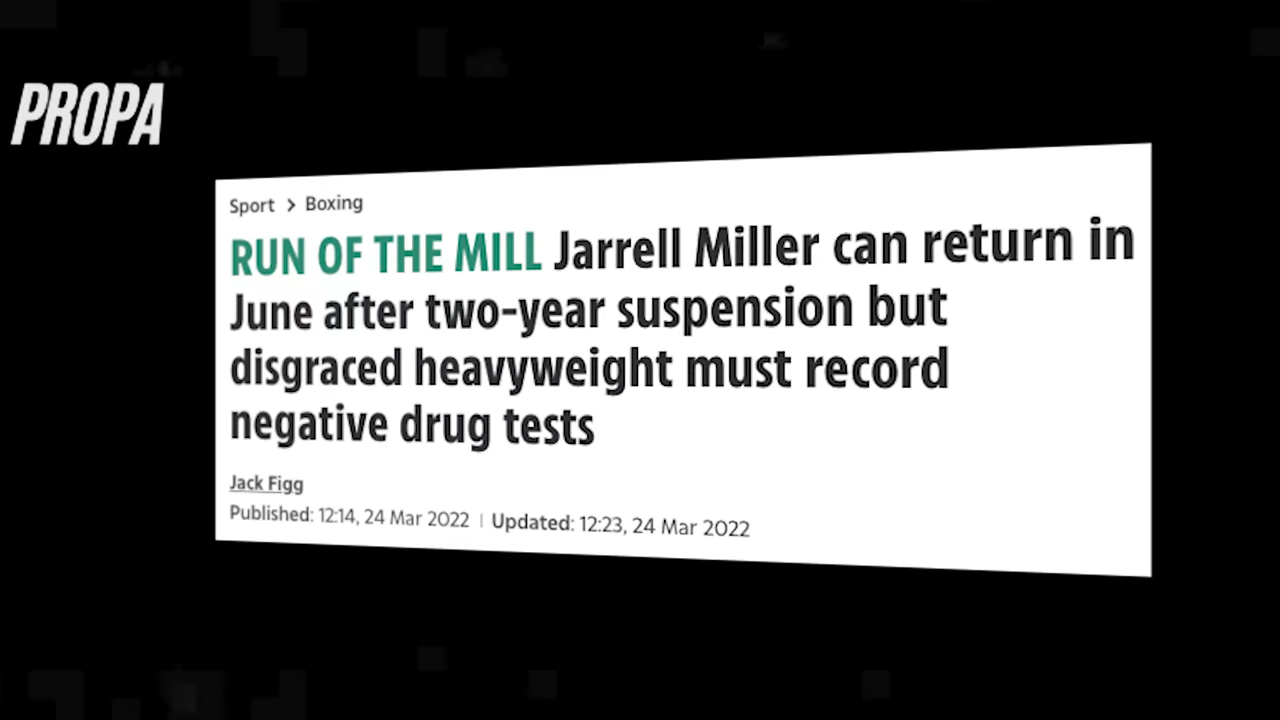 PROPA
Sport > Boxing
RUN OF THE MILL Jarrell Miller can return in
June after two-year suspension but
disgraced heavyweight must record
negative drug tests
Jack Figg
Published: 12:14, 24 Mar 2022 | Updated: 12:23, 24 Mar 2022